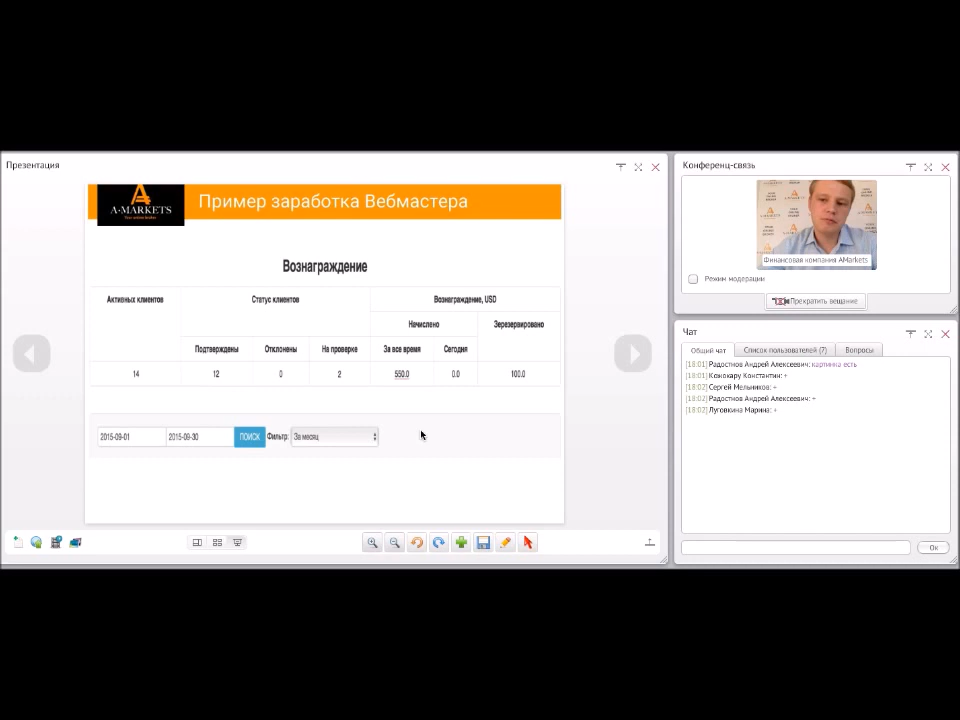 Презентация
A-MARKETS
Пример заработка Вебмастера
Вознаграждение
Активных клиентов
Статус клиентов
Вознаграждение, USD
Начислено
Зерезервировано
Подтверждены
Отклонены
На проверке
За все время
Сегодня
14
12
0
2
550.0
0.0
100.0
2015-09-01
2015-09-30
ПОИСК
Фильтр:
За месяц
Конференц-связь
Финансовая компания AMarkets
Режим модерации
Прекратить вещание
Чат
Общий чат
Список пользователей (7)
Вопросы
[18:01] Радостнов Андрей Алексеевич: картинка есть
[18:01] Кожокару Константин: +
[18:02] Сергей Мельников: +
[18:02] Радостнов Андрей Алексеевич: +
[18:02] Луговкина Марина: +
Ок